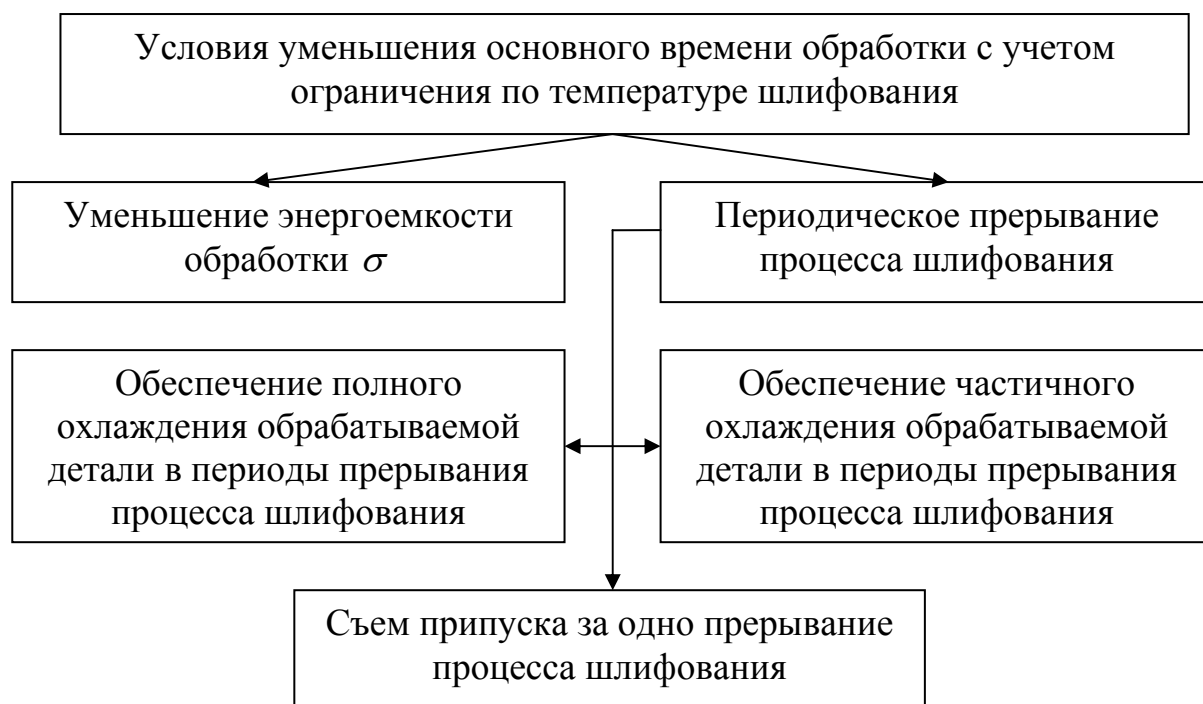 Условия уменьшения основного времени обработки с учетом
ограничения по температуре шлифования
Уменьшение энергоемкости
обработки σ
Периодическое прерывание
процесса шлифования
Обеспечение полного
охлаждения обрабатываемой
детали в периоды прерывания
процесса шлифования
Обеспечение частичного
охлаждения обрабатываемой
детали в периоды прерывания
процесса шлифования
Съем припуска за одно прерывание
процесса шлифования